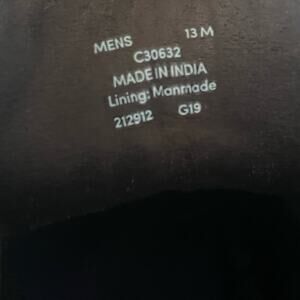 MENS 13 M
C30632
MADE IN INDIA
Lining: Manmade
212912 G19